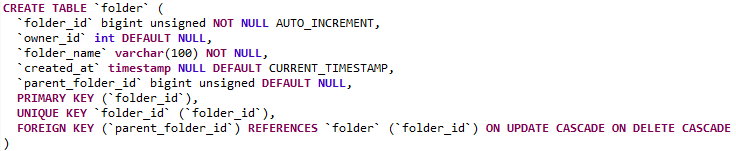 CREATE TABLE `folder` (
  `folder_id` bigint unsigned NOT NULL AUTO_INCREMENT,
  `owner_id` int DEFAULT NULL,
  `folder_name` varchar(100) NOT NULL,
  `created_at` timestamp NULL DEFAULT CURRENT_TIMESTAMP,
  `parent_folder_id` bigint unsigned DEFAULT NULL,
  PRIMARY KEY (`folder_id`),
  UNIQUE KEY `folder_id` (`folder_id`),
  FOREIGN KEY (`parent_folder_id`) REFERENCES `folder` (`folder_id`) ON UPDATE CASCADE ON DELETE CASCADE
)